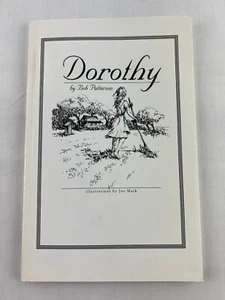 Dorothy
by Bob Patterson
illustrations by Joe Mack